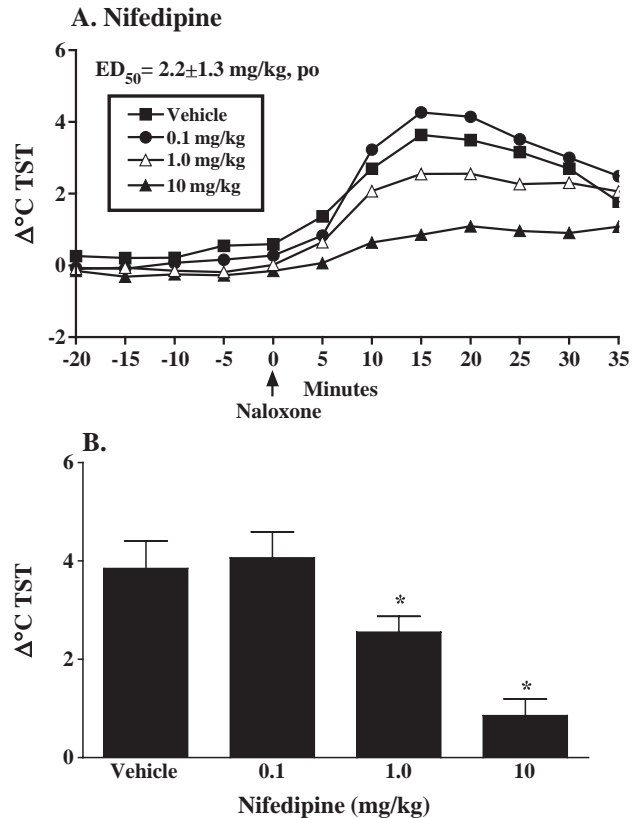 A. Nifedipine
6
ED50= 2.2±1.3 mg/kg, po
Vehicle
0.1 mg/kg
1.0 mg/kg
10 mg/kg
4
2
0
-2
Δ°C TST
-20 -15 -10 -5 0 5 10 15 20 25 30 35
Minutes
Naloxone
B.
6
4
2
0
Δ°C TST
*
*
Vehicle 0.1 1.0 10
Nifedipine (mg/kg)